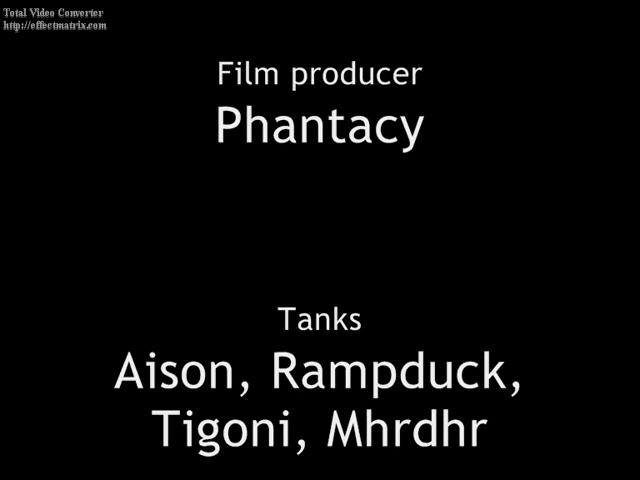 Total Video Converter
http://effectmatrix.com
Film producer
Phantacy
Tanks
Aison, Rampduck,
Tigoni, Mhrdhr